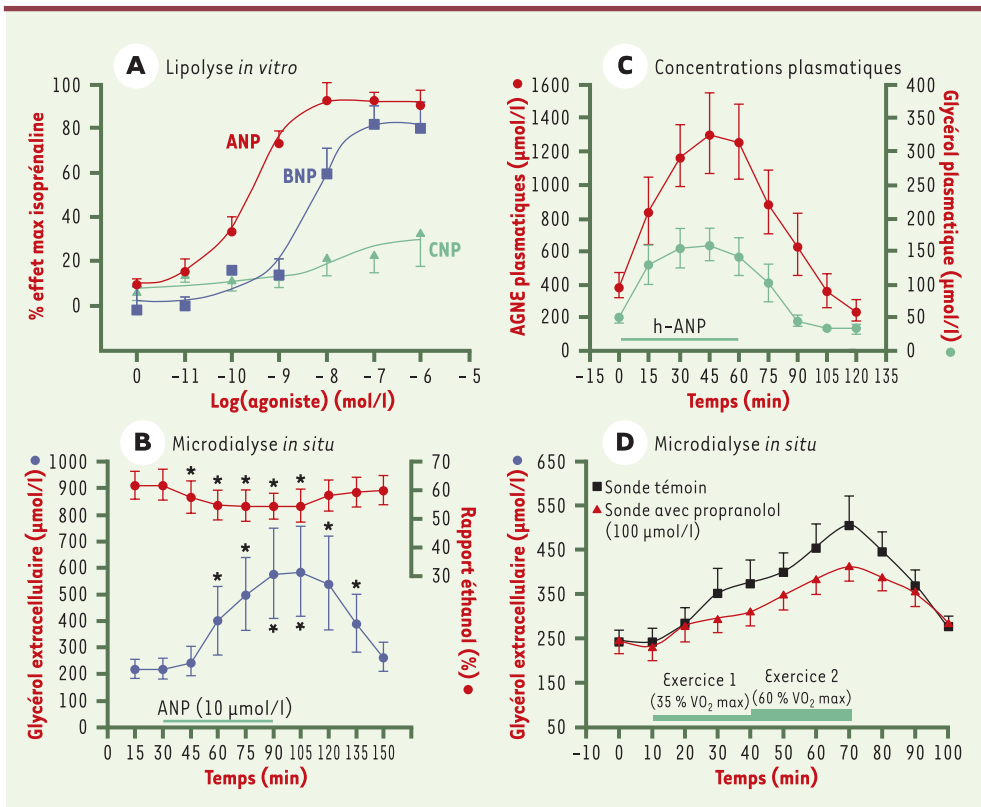 A Lipolyse in vitro
% effet max isoprénaline
100
80
60
40
20
0
ANP
BNP
CNP
0 -11 -10 -9 -8 -7 -6 -5
Log(agoniste) (mol/l)
C Concentrations plasmatiques
AGNE plasmatiques (µmol/l)
1600
1400
1200
1000
800
600
400
200
0
400
350
300
250
200
150
100
50
0
Glycérol plasmatique (µmol/l)
h-ANP
-15 0 15 30 45 60 75 90 105 120 135
Temps (min)
B Microdialyse in situ
Glycérol extracellulaire (µmol/l)
1000
900
800
700
600
500
400
300
200
100
0
70
60
50
40
30
Rapport éthanol (%)
* * * * *
* * * *
* *
ANP (10 µmol/l)
0 15 30 45 60 75 90 105 120 135 150
Temps (min)
D Microdialyse in situ
Glycérol extracellulaire (µmol/l)
650
550
450
350
250
150
50
Sonde témoin
Sonde avec propranolol
(100 µmol/l)
Exercice 1
(35 % VO2 max)
Exercice 2
(60 % VO2 max)
-10 0 10 20 30 40 50 60 70 80 90 100
Temps (min)